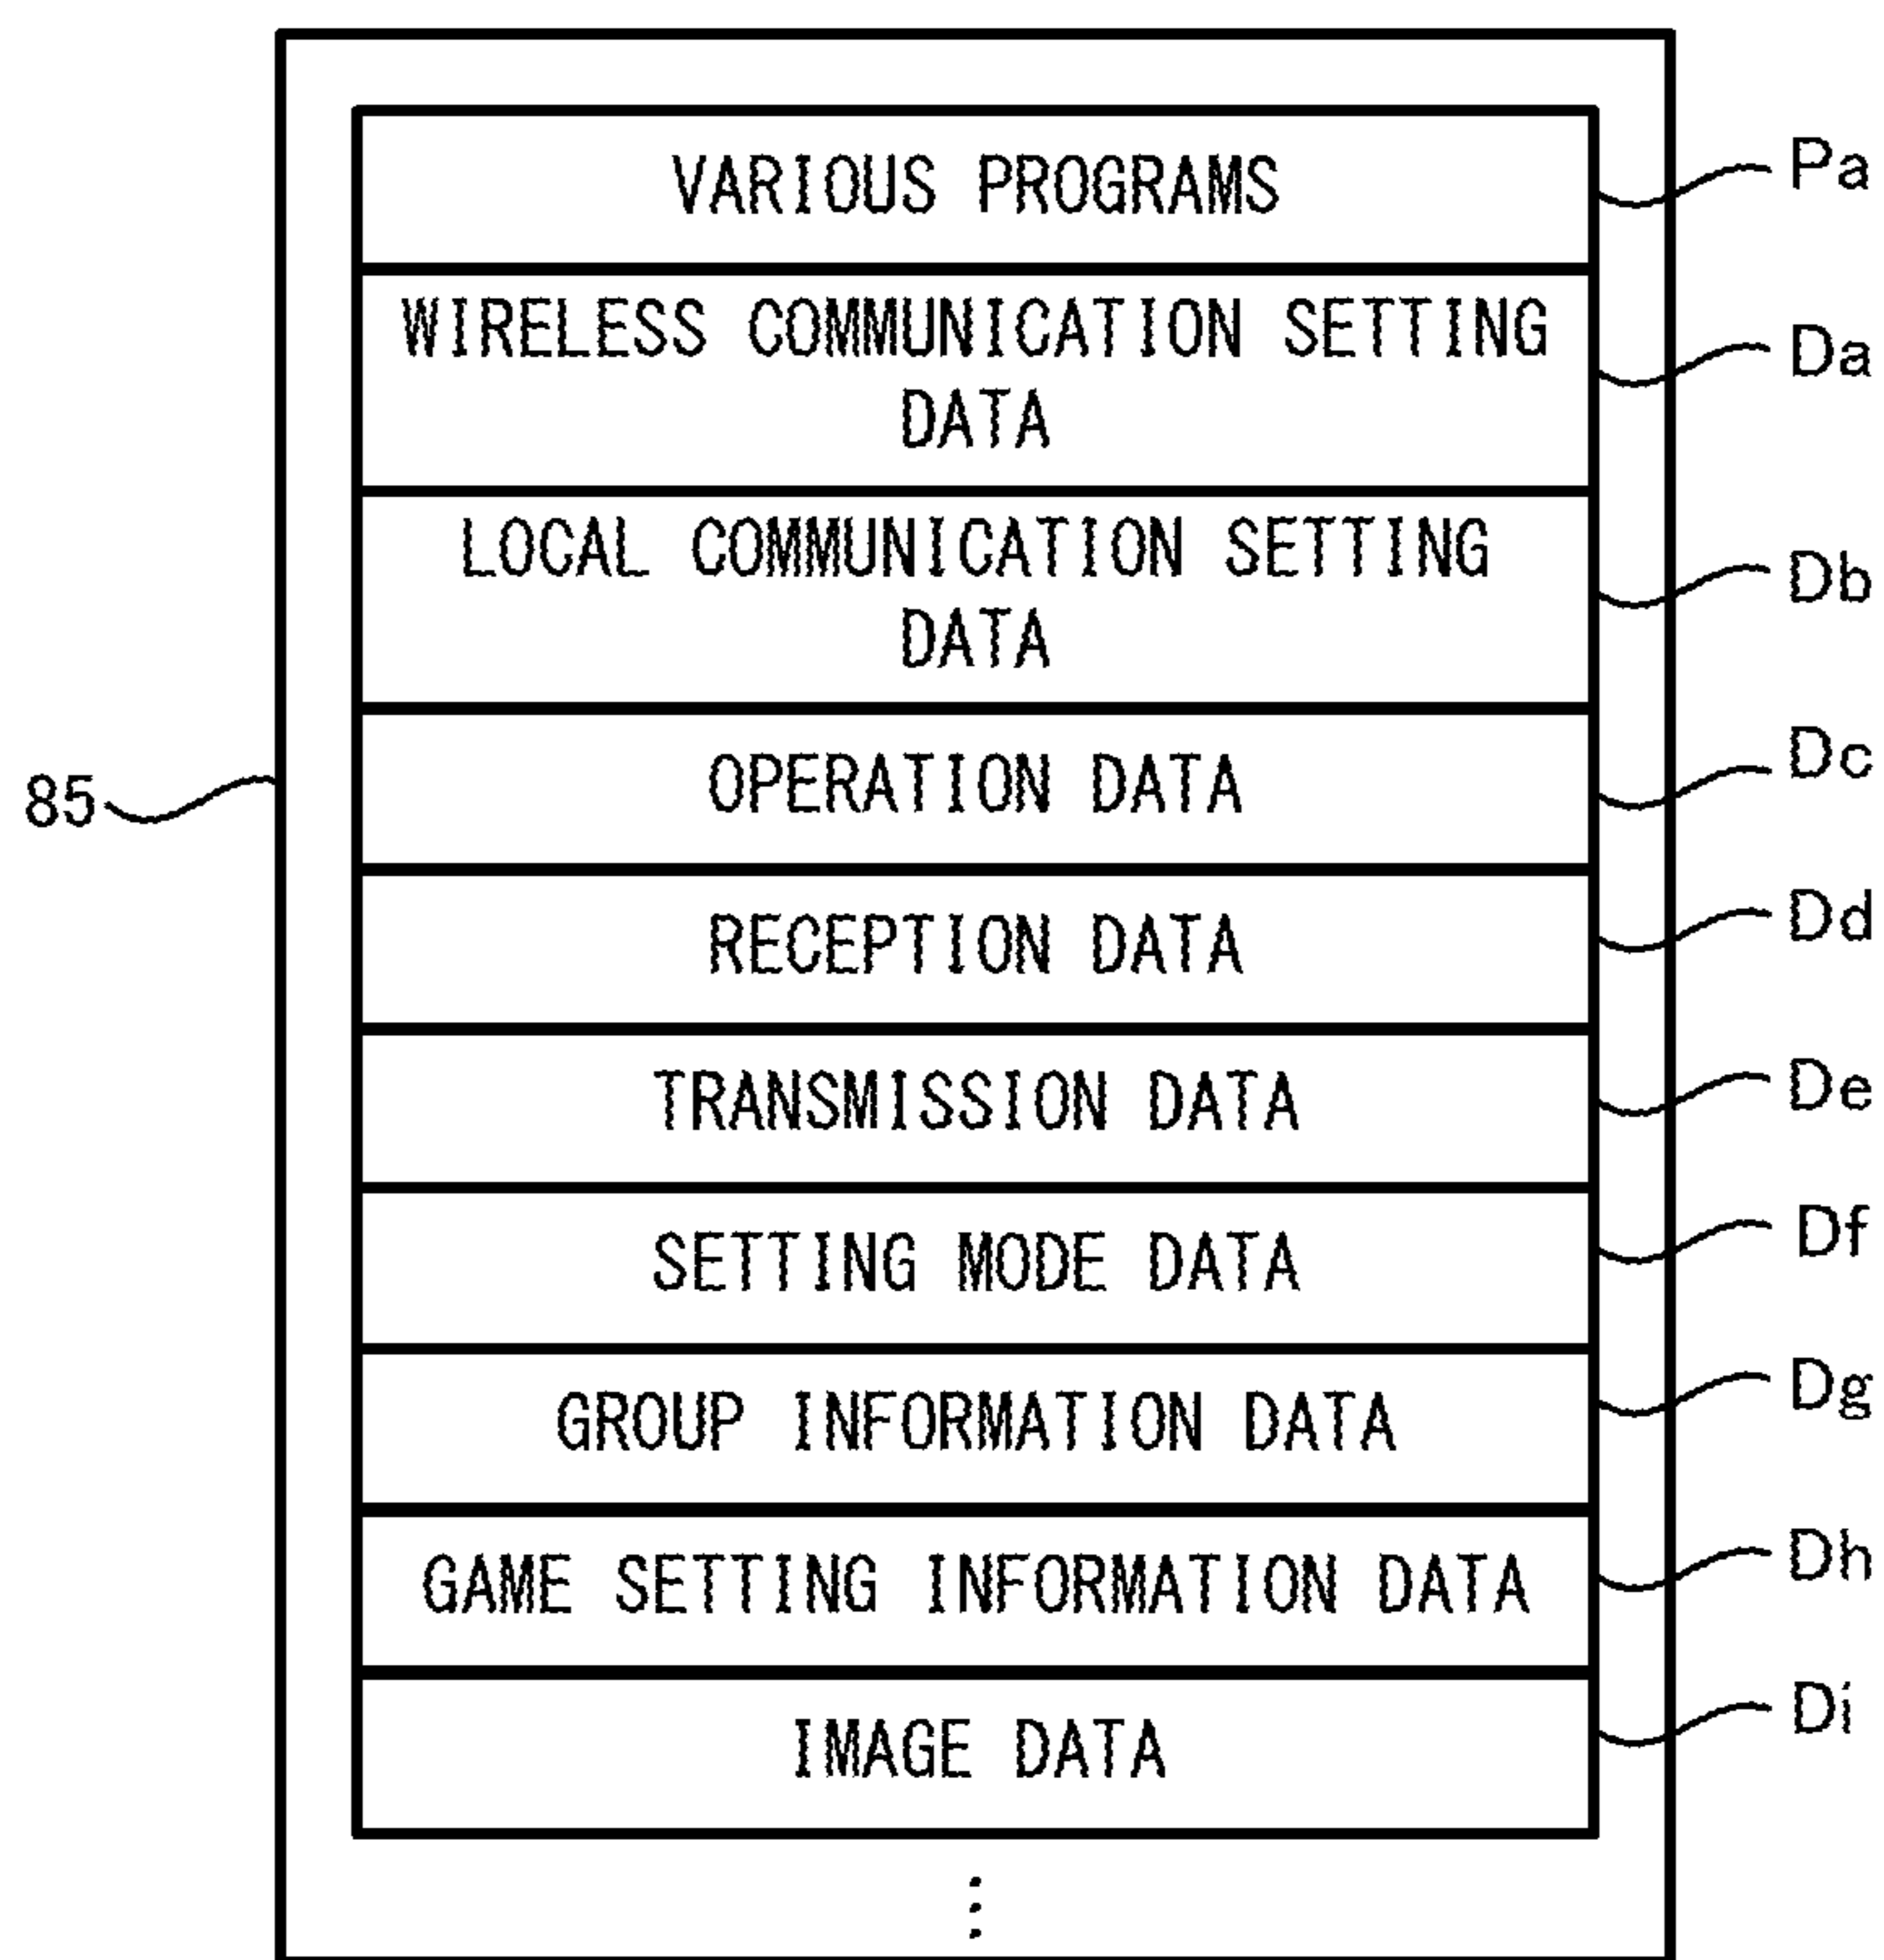 VARIOUS PROGRAMS
Pa
WIRELESS COMMUNICATION SETTING
DATA
Da
LOCAL COMMUNICATION SETTING
DATA
Db
85
OPERATION DATA
Dc
RECEPTION DATA
Dd
TRANSMISSION DATA
De
SETTING MODE DATA
Df
GROUP INFORMATION DATA
Dg
GAME SETTING INFORMATION DATA
Dh
IMAGE DATA
Di